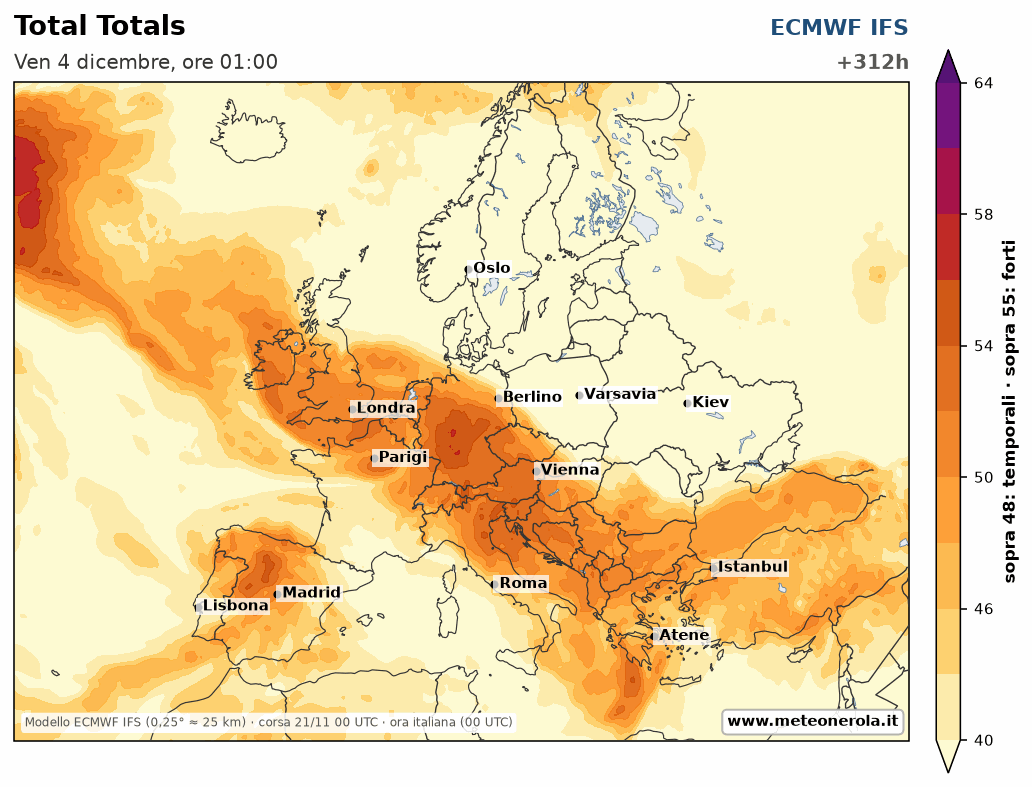 Total Totals
ECMWF IFS
Ven 4 dicembre, ore 01:00
+312h
64
58
54
50
46
40
sopra 48: temporali · sopra 55: forti
Oslo
Berlino
Varsavia
Kiev
Londra
Parigi
Vienna
Istanbul
Roma
Madrid
Lisbona
Atene
Modello ECMWF IFS (0,25° ≈ 25 km) · corsa 21/11 00 UTC · ora italiana (00 UTC)
www.meteonerola.it